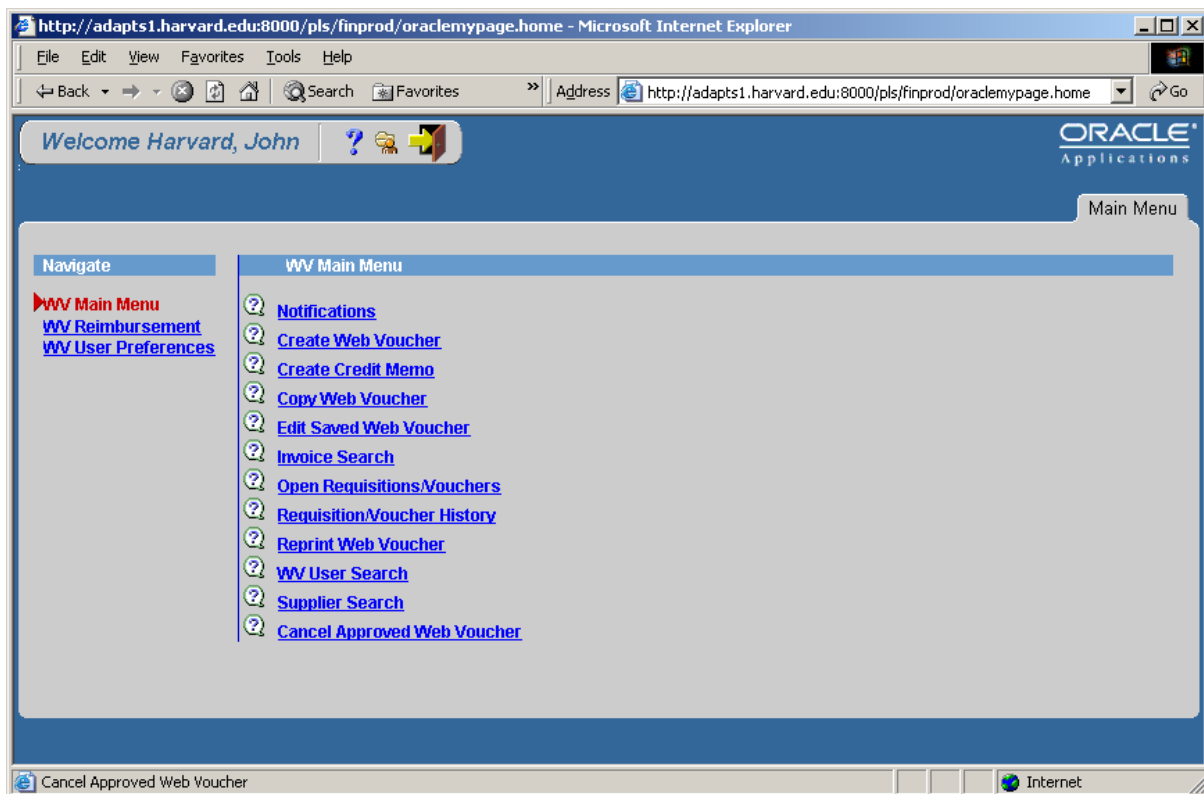 http://adapts1.harvard.edu:8000/pls/finprod/oraclemypage.home - Microsoft Internet Explorer
File Edit View Favorites Tools Help
Back Search Favorites » Address http://adapts1.harvard.edu:8000/pls/finprod/oraclemypage.home Go
Welcome Harvard, John
ORACLE
Applications
Main Menu
Navigate
WV Main Menu
WV Reimbursement
WV User Preferences
WV Main Menu
Notifications
Create Web Voucher
Create Credit Memo
Copy Web Voucher
Edit Saved Web Voucher
Invoice Search
Open Requisitions/Vouchers
Requisition/Voucher History
Reprint Web Voucher
WV User Search
Supplier Search
Cancel Approved Web Voucher
Cancel Approved Web Voucher
Internet